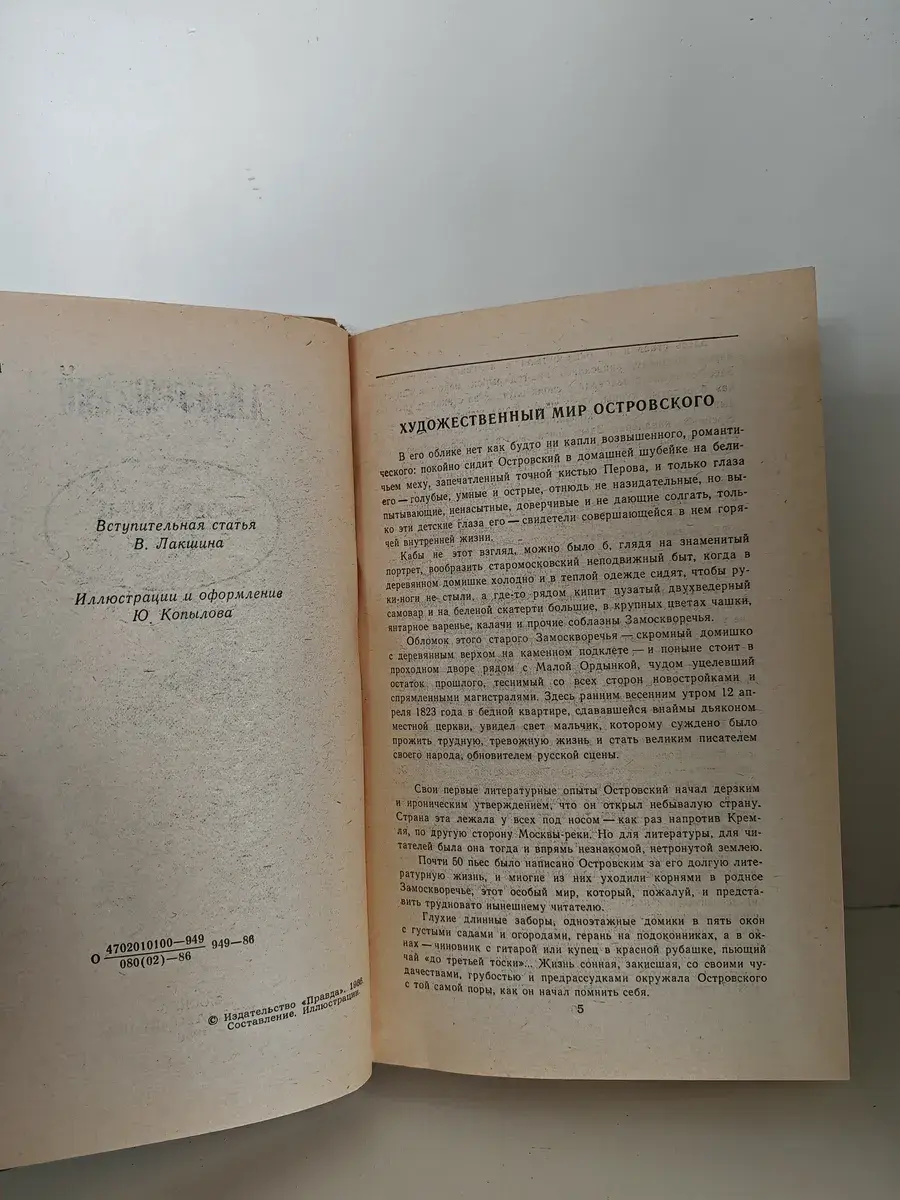 Вступительная статья
В. Лакшина
Иллюстрации и оформление
Ю. Копылова
О 4702010100—949 949—86
080(02)—86
© Издательство «Правда». 1986
Составление. Иллюстрации.
ХУДОЖЕСТВЕННЫЙ МИР ОСТРОВСКОГО
В его облике нет как будто ни капли возвышенного, романти-
ческого: покойно сидит Островский в домашней шубейке на бели-
чьем меху, запечатленный точной кистью Перова, и только глаза
его — голубые, умные и острые, отнюдь не назидательные, но вы-
пытывающие, ненасытные, доверчивые и не дающие солгать, толь-
ко эти детские глаза его — свидетели совершающейся в нем горя-
чей внутренней жизни.
Кабы не этот взгляд, можно было б, глядя на знаменитый
портрет, вообразить старомосковский неподвижный быт, когда в
деревянном домишке холодно и в теплой одежде сидят, чтобы ру-
ки-ноги не стыли, а где-то рядом кипит пузатый двухведерный
самовар и на беленой скатерти большие, в крупных цветах чашки,
янтарное варенье, калачи и прочие соблазны Замоскворечья.
Обломок этого старого Замоскворечья — скромный домишко
с деревянным верхом на каменном подклете — и поныне стоит в
проходном дворе рядом с Малой Ордынкой, чудом уцелевший
остаток прошлого, теснимый со всех сторон новостройками и
спрямленными магистралями. Здесь ранним весенним утром 12 ап-
реля 1823 года в бедной квартире, сдававшейся внаймы дьяконом
местной церкви, увидел свет мальчик, которому суждено было
прожить трудную, тревожную жизнь и стать великим писателем
своего народа, обновителем русской сцены.
Свои первые литературные опыты Островский начал дерзким
и ироническим утверждением, что он открыл небывалую страну.
Страна эта лежала у всех под носом — как раз напротив Крем-
ля, по другую сторону Москвы-реки. Но для литературы, для чи-
тателей была она тогда и впрямь незнакомой, нетронутой землею.
Почти 50 пьес было написано Островским за его долгую лите-
ратурную жизнь, и многие из них уходили корнями в родное
Замоскворечье, этот особый мир, который, пожалуй, и предста-
вить трудновато нынешнему читателю.
Глухие длинные заборы, одноэтажные домики в пять окон
с густыми садами и огородами, герань на подоконниках, а в ок-
нах — чиновник с гитарой или купец в красной рубашке, пьющий
чай «до третьей тоски»... Жизнь сонная, закисшая, со своими чу-
дачествами, грубостью и предрассудками окружала Островского
с той самой поры, как он начал помнить себя.
5